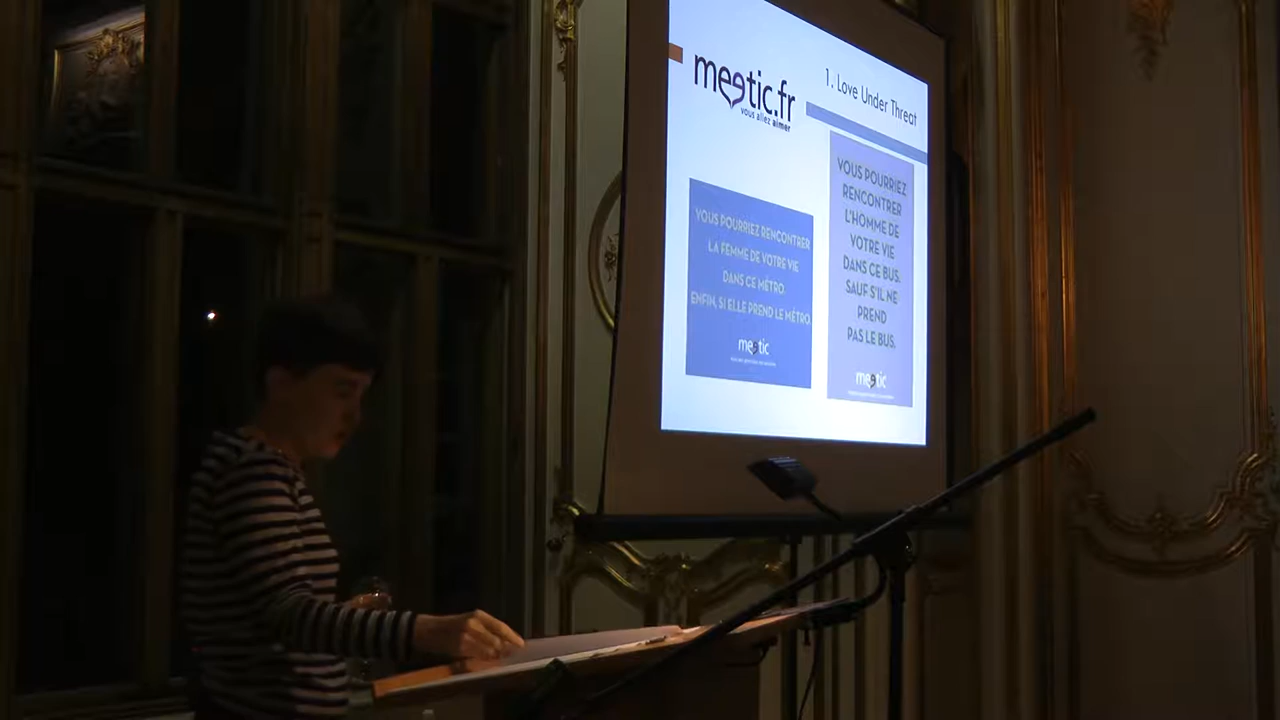 meetic.fr
vous allez aimer
1. Love Under Threat
VOUS POURRIEZ RENCONTRER
LA FEMME DE VOTRE VIE
DANS CE MÉTRO.
ENFIN, SI ELLE PREND LE MÉTRO.
meetic
VOUS POURRIEZ
RENCONTRER
L'HOMME DE
VOTRE VIE
DANS CE BUS.
SAUF S'IL NE
PREND
PAS LE BUS.
meetic